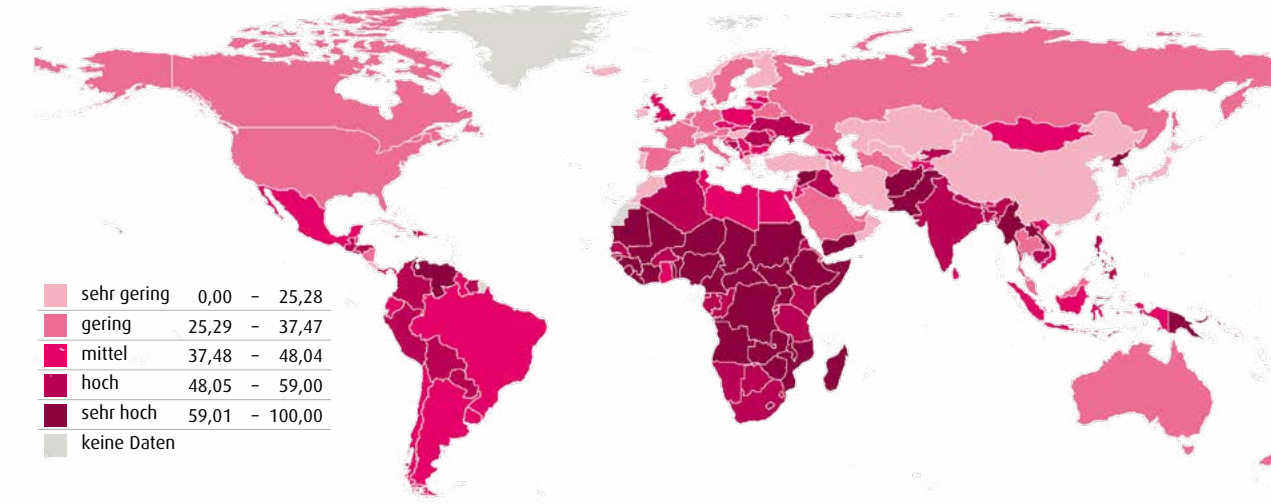 sehr gering 0,00 – 25,28
gering 25,29 – 37,47
mittel 37,48 – 48,04
hoch 48,05 – 59,00
sehr hoch 59,01 – 100,00
keine Daten